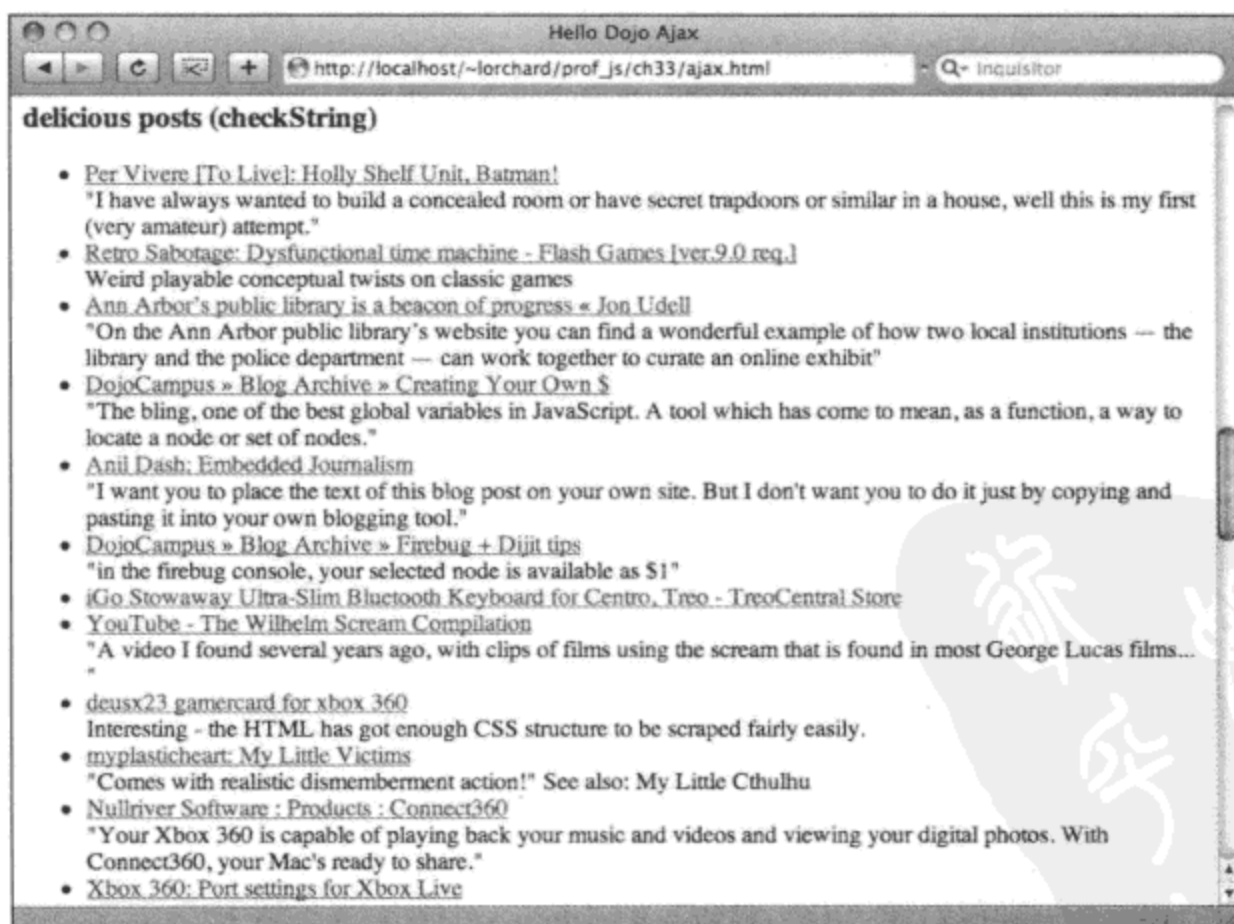 Hello Dojo Ajax
http://localhost/~lorchard/prof_js/ch33/ajax.html
Inquisitor
delicious posts (checkString)
• Per Vivere [To Live]: Holly Shelf Unit, Batman!
"I have always wanted to build a concealed room or have secret trapdoors or similar in a house, well this is my first
(very amateur) attempt."
• Retro Sabotage: Dysfunctional time machine - Flash Games [ver.9.0 req.]
Weird playable conceptual twists on classic games
• Ann Arbor's public library is a beacon of progress « Jon Udell
"On the Ann Arbor public library's website you can find a wonderful example of how two local institutions — the
library and the police department — can work together to curate an online exhibit"
• DojoCampus » Blog Archive » Creating Your Own $
"The bling, one of the best global variables in JavaScript. A tool which has come to mean, as a function, a way to
locate a node or set of nodes."
• Anil Dash: Embedded Journalism
"I want you to place the text of this blog post on your own site. But I don't want you to do it just by copying and
pasting it into your own blogging tool."
• DojoCampus » Blog Archive » Firebug + Dijit tips
"in the firebug console, your selected node is available as $1"
• iGo Stowaway Ultra-Slim Bluetooth Keyboard for Centro, Treo - TreoCentral Store
• YouTube - The Wilhelm Scream Compilation
"A video I found several years ago, with clips of films using the scream that is found in most George Lucas films...
"
• deusx23 gamercard for xbox 360
Interesting - the HTML has got enough CSS structure to be scraped fairly easily.
• myplasticheart: My Little Victims
"Comes with realistic dismemberment action!" See also: My Little Cthulhu
• Nullriver Software : Products : Connect360
"Your Xbox 360 is capable of playing back your music and videos and viewing your digital photos. With
Connect360, your Mac's ready to share."
• Xbox 360: Port settings for Xbox Live